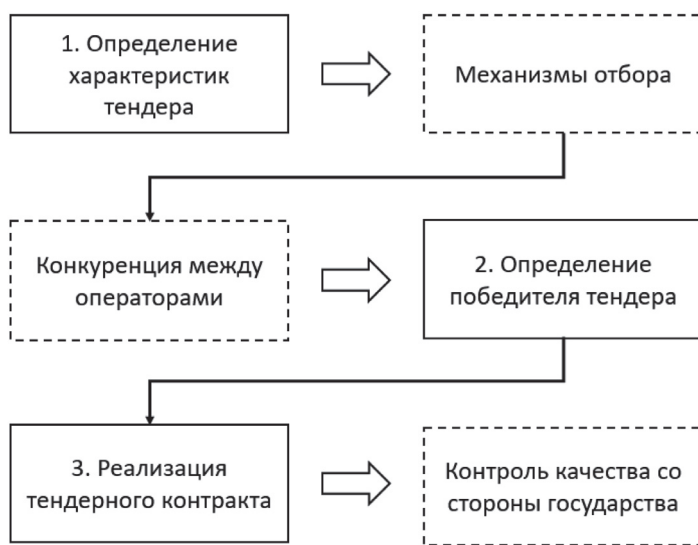 1. Определение
характеристик
тендера
Механизмы отбора
Конкуренция между
операторами
2. Определение
победителя тендера
3. Реализация
тендерного контракта
Контроль качества со
стороны государства